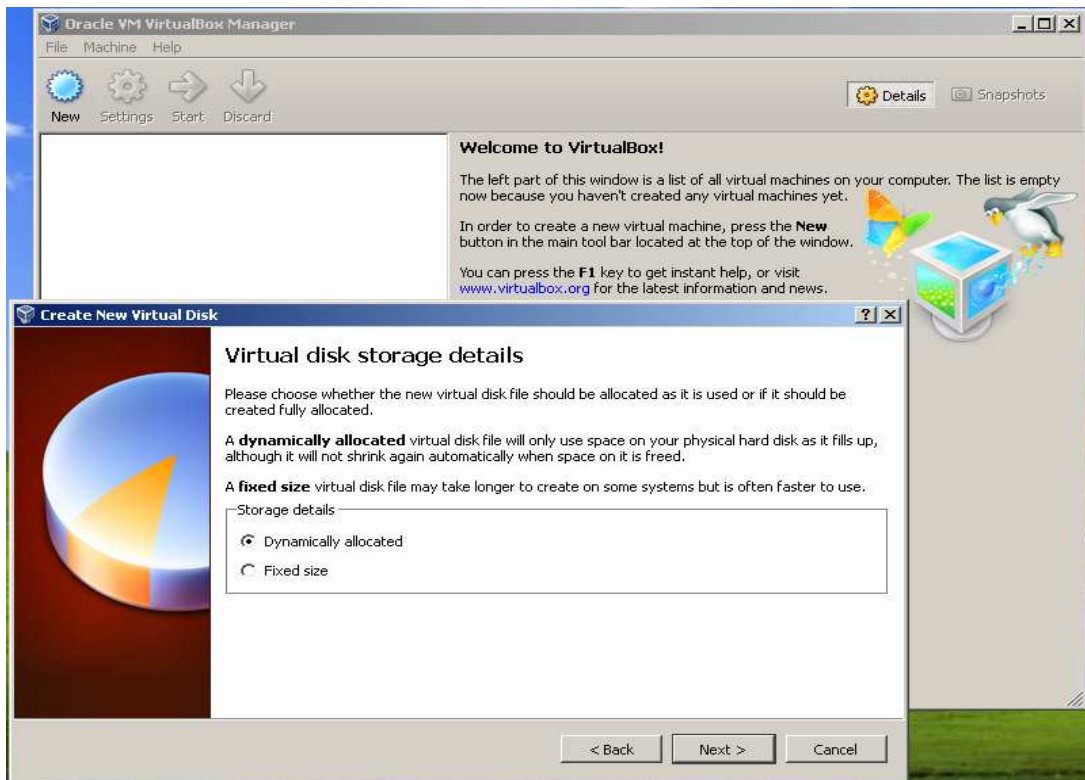 Oracle VM VirtualBox Manager
File Machine Help
New Settings Start Discard
Details Snapshots
Welcome to VirtualBox!
The left part of this window is a list of all virtual machines on your computer. The list is empty
now because you haven't created any virtual machines yet.
In order to create a new virtual machine, press the New
button in the main tool bar located at the top of the window.
You can press the F1 key to get instant help, or visit
www.virtualbox.org for the latest information and news.
Create New Virtual Disk
Virtual disk storage details
Please choose whether the new virtual disk file should be allocated as it is used or if it should be
created fully allocated.
A dynamically allocated virtual disk file will only use space on your physical hard disk as it fills up,
although it will not shrink again automatically when space on it is freed.
A fixed size virtual disk file may take longer to create on some systems but is often faster to use.
Storage details
Dynamically allocated
Fixed size
< Back Next > Cancel